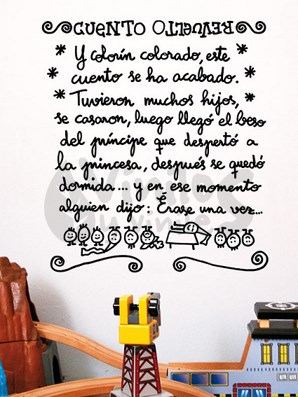 CUENTO REVUELTO
* Y colorín colorado, este *
* cuento se ha acabado. *
* Tuvieron muchos hijos, *
se casaron, luego llegó el beso
del príncipe que despertó a
la princesa, después se quedó
dormida... y en ese momento
alguien dijo: Érase una vez...